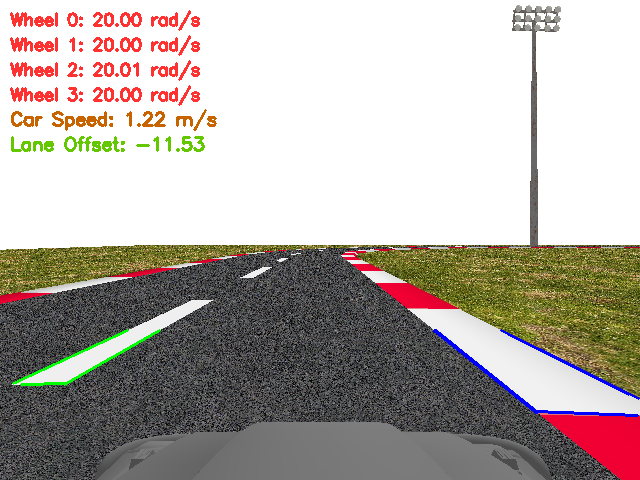 Wheel 0: 20.00 rad/s
Wheel 1: 20.00 rad/s
Wheel 2: 20.01 rad/s
Wheel 3: 20.00 rad/s
Car Speed: 1.22 m/s
Lane Offset: -11.53